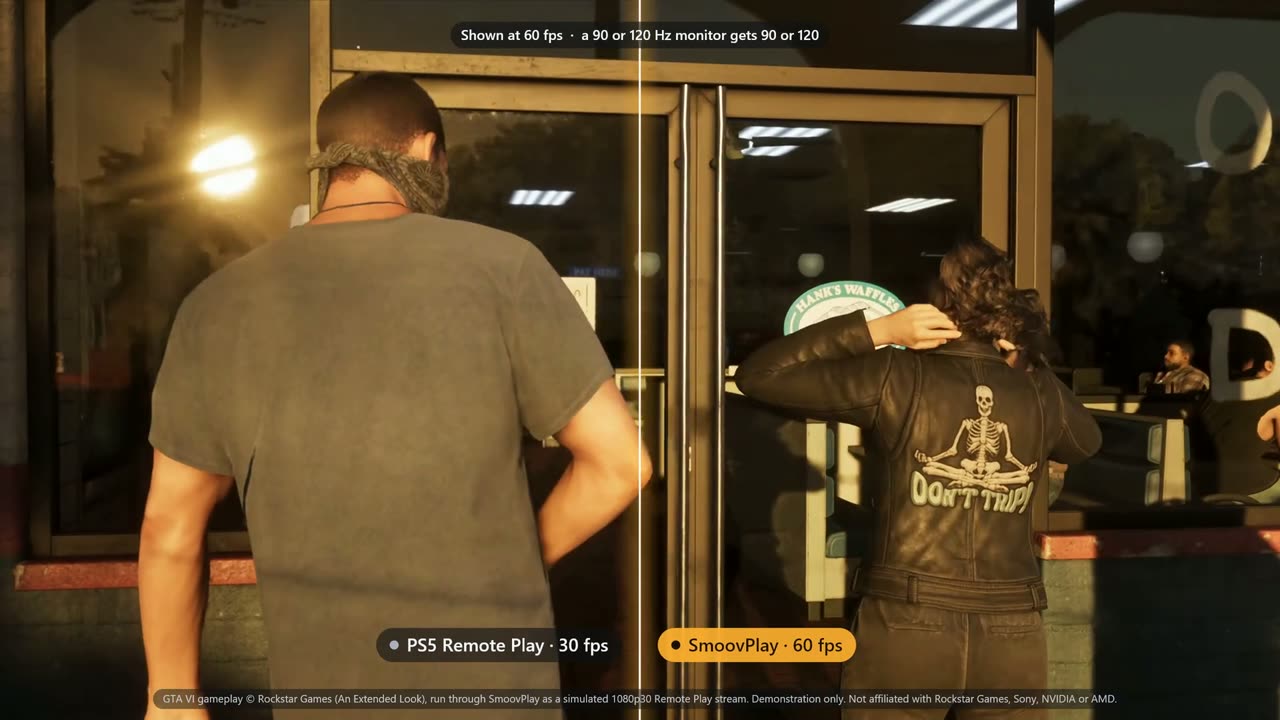 Shown at 60 fps · a 90 or 120 Hz monitor gets 90 or 120
HANK'S WAFFLES
DON'T TRIP!
PS5 Remote Play · 30 fps
SmoovPlay · 60 fps
GTA VI gameplay © Rockstar Games (An Extended Look), run through SmoovPlay as a simulated 1080p30 Remote Play stream. Demonstration only. Not affiliated with Rockstar Games, Sony, NVIDIA or AMD.